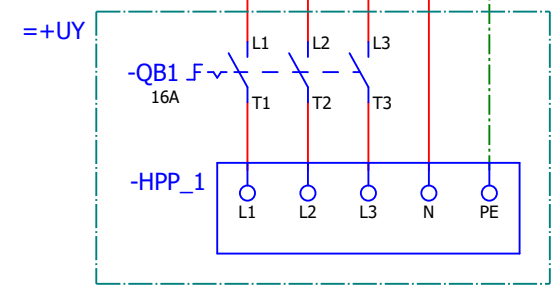 =+UY
L1 L2 L3
-QB1
16A
T1 T2 T3
-HPP_1
L1 L2 L3 N PE